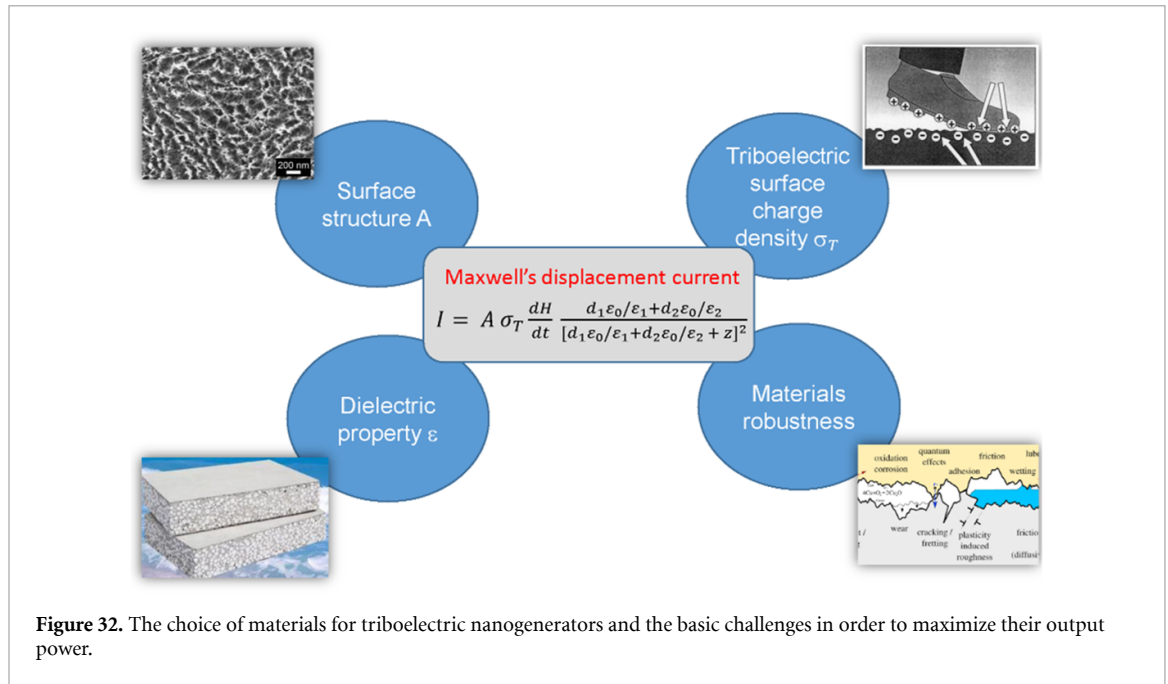 200 nm
Surface
structure A
Triboelectric
surface
charge
density σ_T
Maxwell's displacement current
I = A σ_T dH/dt (d₁ε₀/ε₁+d₂ε₀/ε₂)/[d₁ε₀/ε₁+d₂ε₀/ε₂ + z]²
Dielectric
property ε
Materials
robustness
oxidation
corrosion
quantum
effects
adhesion
friction
wetting
wear
cracking /
fretting
plasticity
induced
roughness
Figure 32. The choice of materials for triboelectric nanogenerators and the basic challenges in order to maximize their output
power.